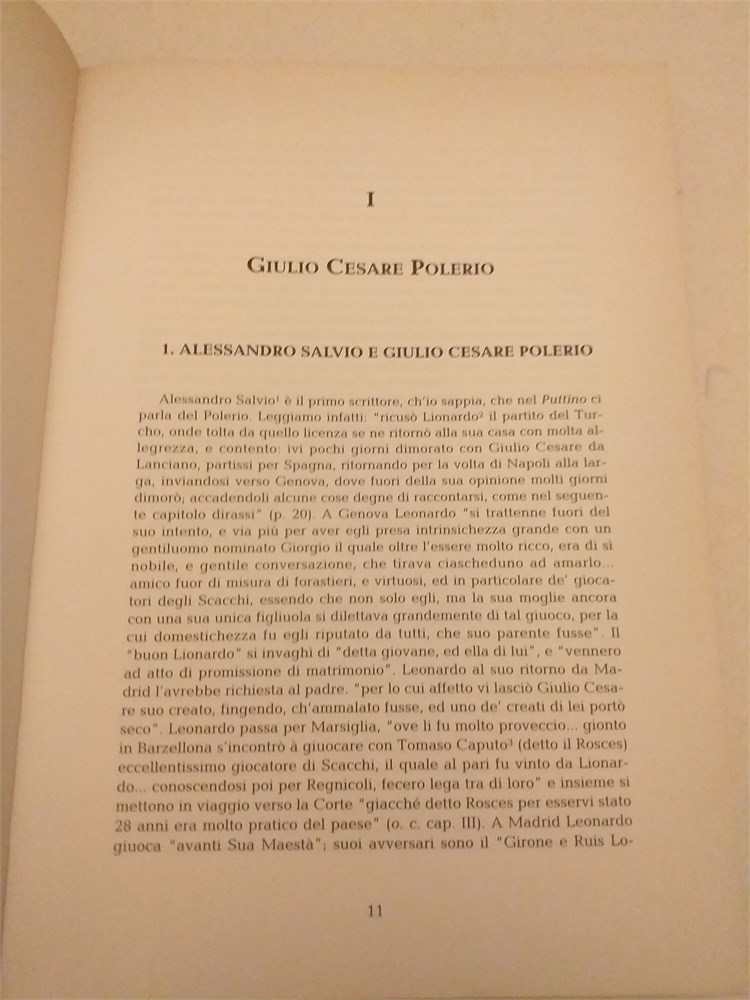 I
GIULIO CESARE POLERIO
1. ALESSANDRO SALVIO E GIULIO CESARE POLERIO
Alessandro Salvio¹ è il primo scrittore, ch'io sappia, che nel Puttino ci
parla del Polerio. Leggiamo infatti: "ricusò Lionardo² il partito del Tur-
cho, onde tolta da quello licenza se ne ritornò alla sua casa con molta al-
legrezza, e contento: ivi pochi giorni dimorato con Giulio Cesare da
Lanciano, partissi per Spagna, ritornando per la volta di Napoli alla lar-
ga, inviandosi verso Genova, dove fuori della sua opinione molti giorni
dimorò; accadendoli alcune cose degne di raccontarsi, come nel seguen-
te capitolo dirassi" (p. 20). A Genova Leonardo "si trattenne fuori del
suo intento, e via più per aver egli presa intrinsichezza grande con un
gentiluomo nominato Giorgio il quale oltre l'essere molto ricco, era di sì
nobile, e gentile conversazione, che tirava ciascheduno ad amarlo...
amico fuor di misura di forastieri, e virtuosi, ed in particolare de' gioca-
tori degli Scacchi, essendo che non solo egli, ma la sua moglie ancora
con una sua unica figliuola si dilettava grandemente di tal giuoco, per la
cui domestichezza fu egli riputato da tutti, che suo parente fusse". Il
"buon Lionardo" si invaghì di "detta giovane, ed ella di lui", e "vennero
ad atto di promissione di matrimonio". Leonardo al suo ritorno da Ma-
drid l'avrebbe richiesta al padre. "per lo cui affetto vi lasciò Giulio Cesa-
re suo creato, fingendo, ch'ammalato fusse, ed uno de' creati di lei portò
seco". Leonardo passa per Marsiglia, "ove li fu molto proveccio... gionto
in Barzellona s'incontrò à giuocare con Tomaso Caputo³ (detto il Rosces)
eccellentissimo giocatore di Scacchi, il quale al pari fu vinto da Lionar-
do... conoscendosi poi per Regnicoli, fecero lega tra di loro" e insieme si
mettono in viaggio verso la Corte "giacché detto Rosces per esservi stato
28 anni era molto pratico del paese" (o. c. cap. III). A Madrid Leonardo
giuoca "avanti Sua Maestà"; suoi avversari sono il "Girone e Ruis Lo-
11